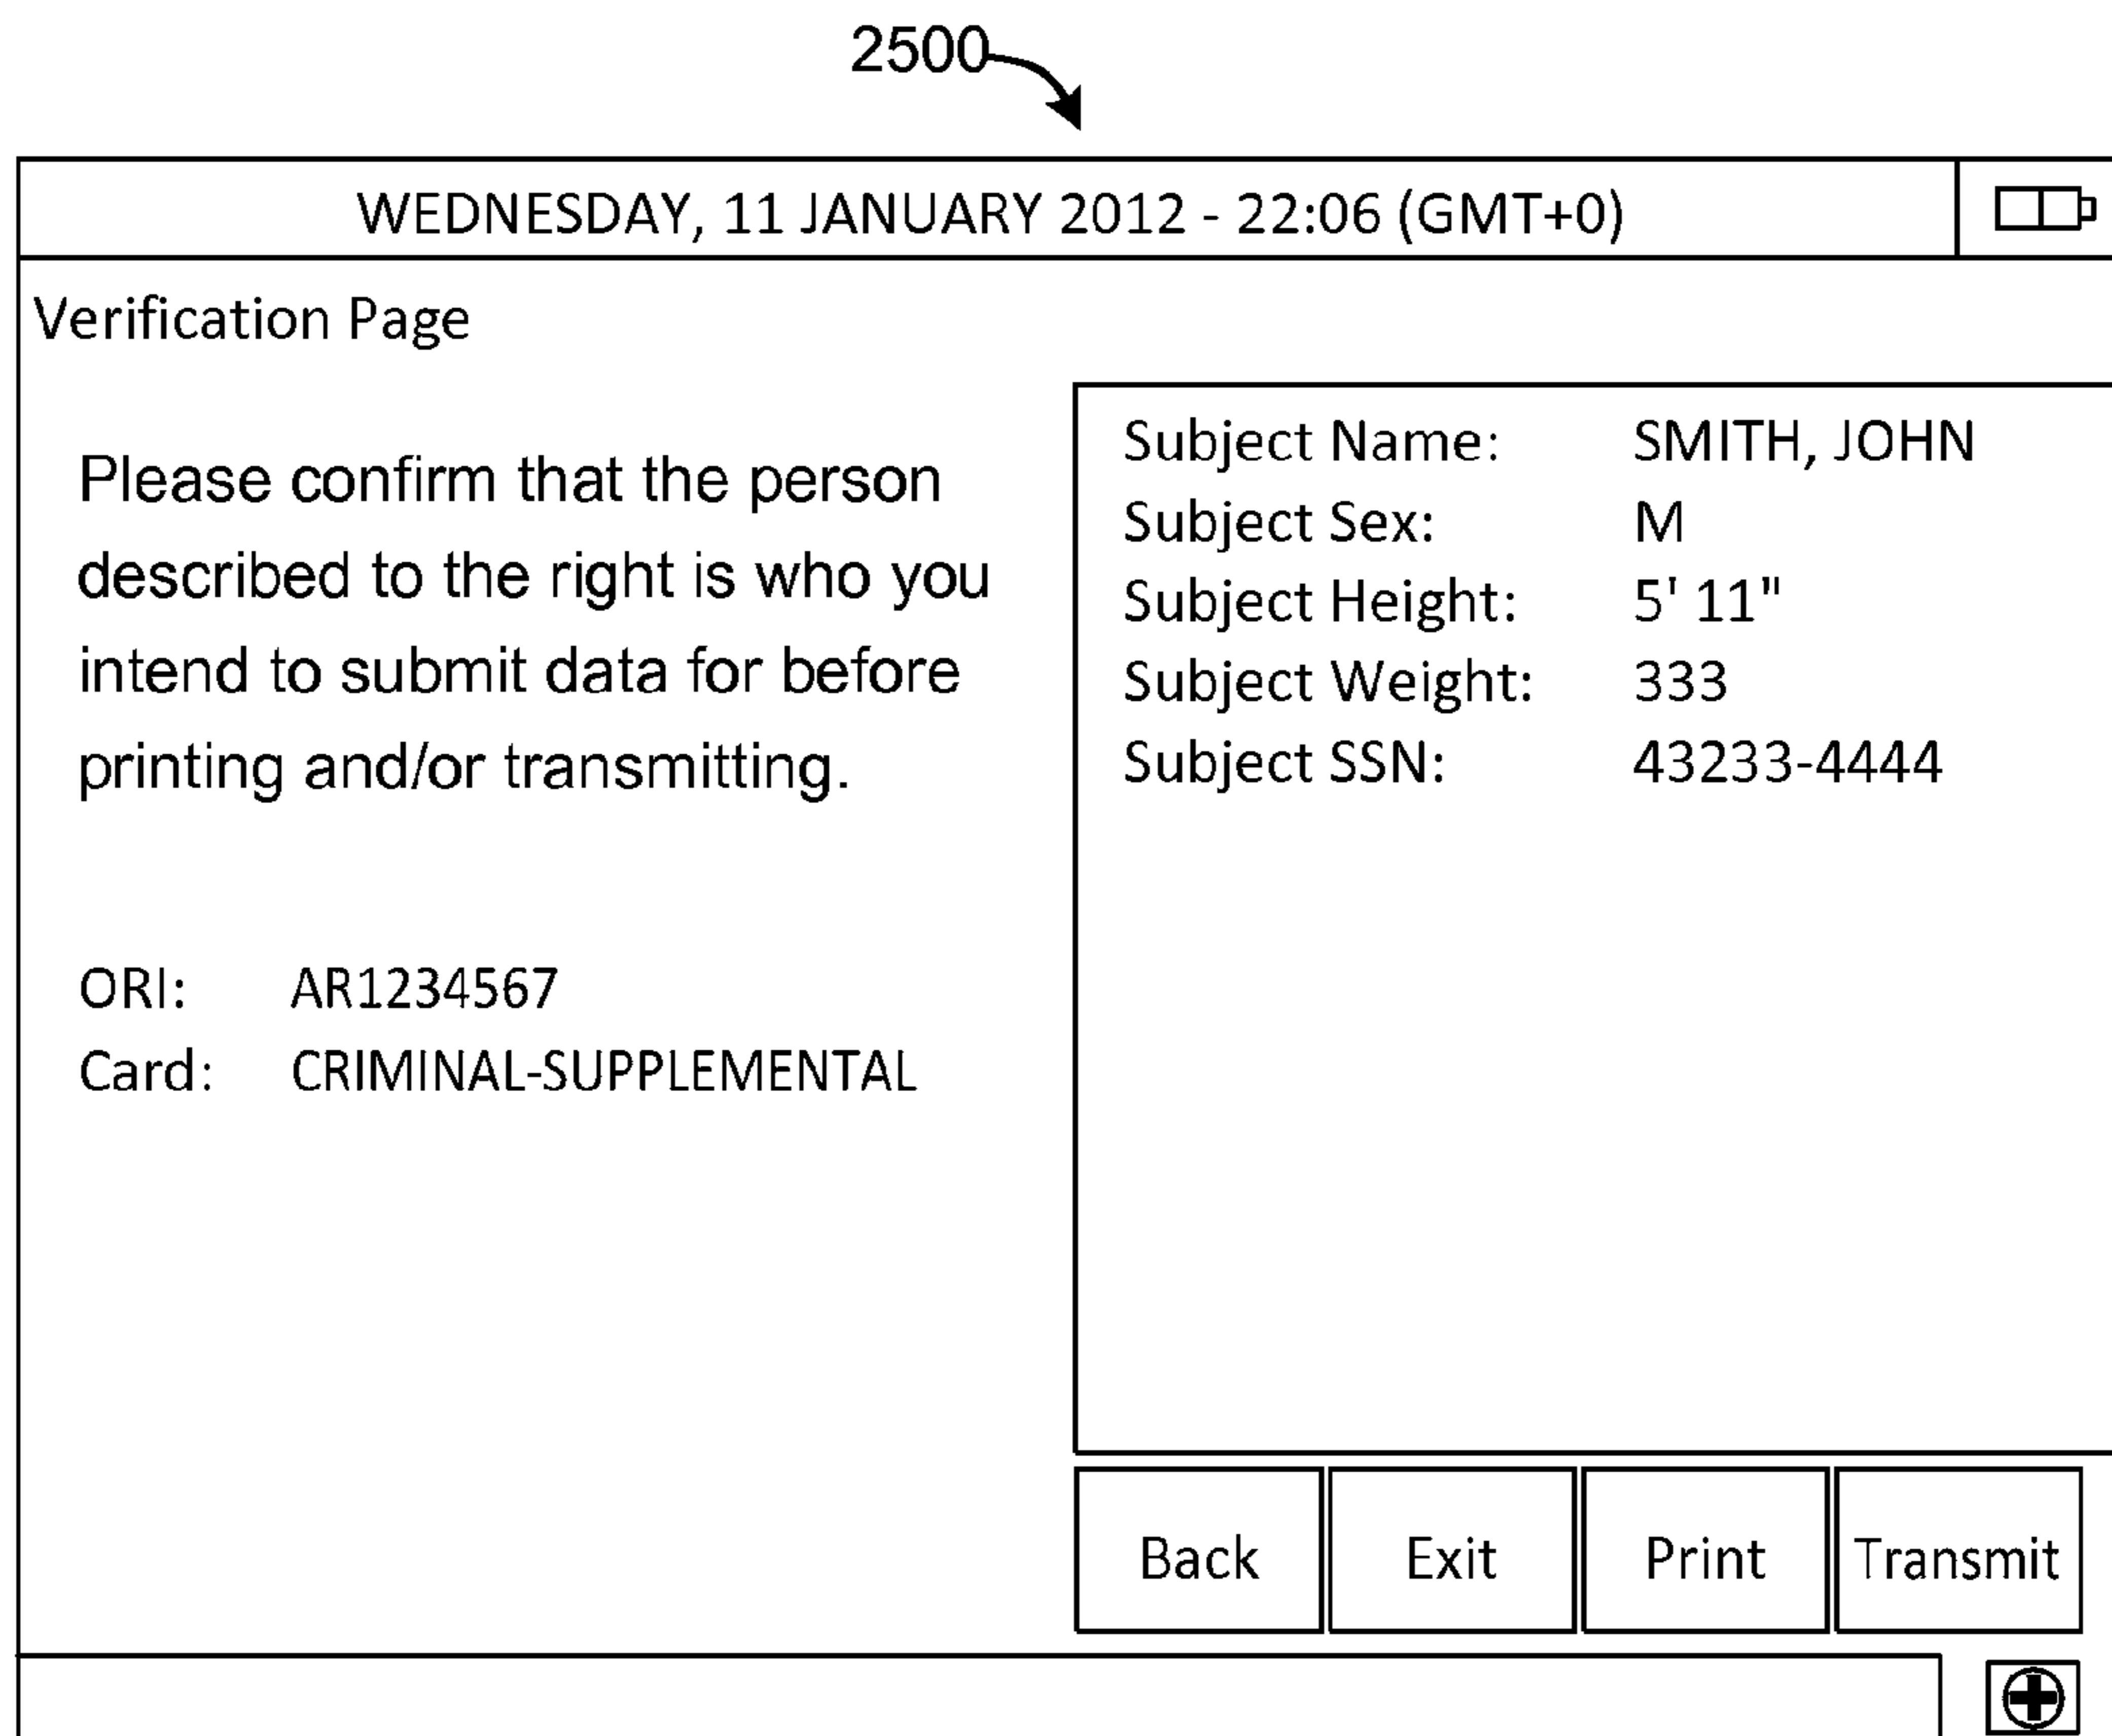 2500
WEDNESDAY, 11 JANUARY 2012 - 22:06 (GMT+0)
Verification Page
Please confirm that the person
described to the right is who you
intend to submit data for before
printing and/or transmitting.
ORI: AR1234567
Card: CRIMINAL-SUPPLEMENTAL
Subject Name: SMITH, JOHN
Subject Sex: M
Subject Height: 5' 11"
Subject Weight: 333
Subject SSN: 43233-4444
Back Exit Print Transmit